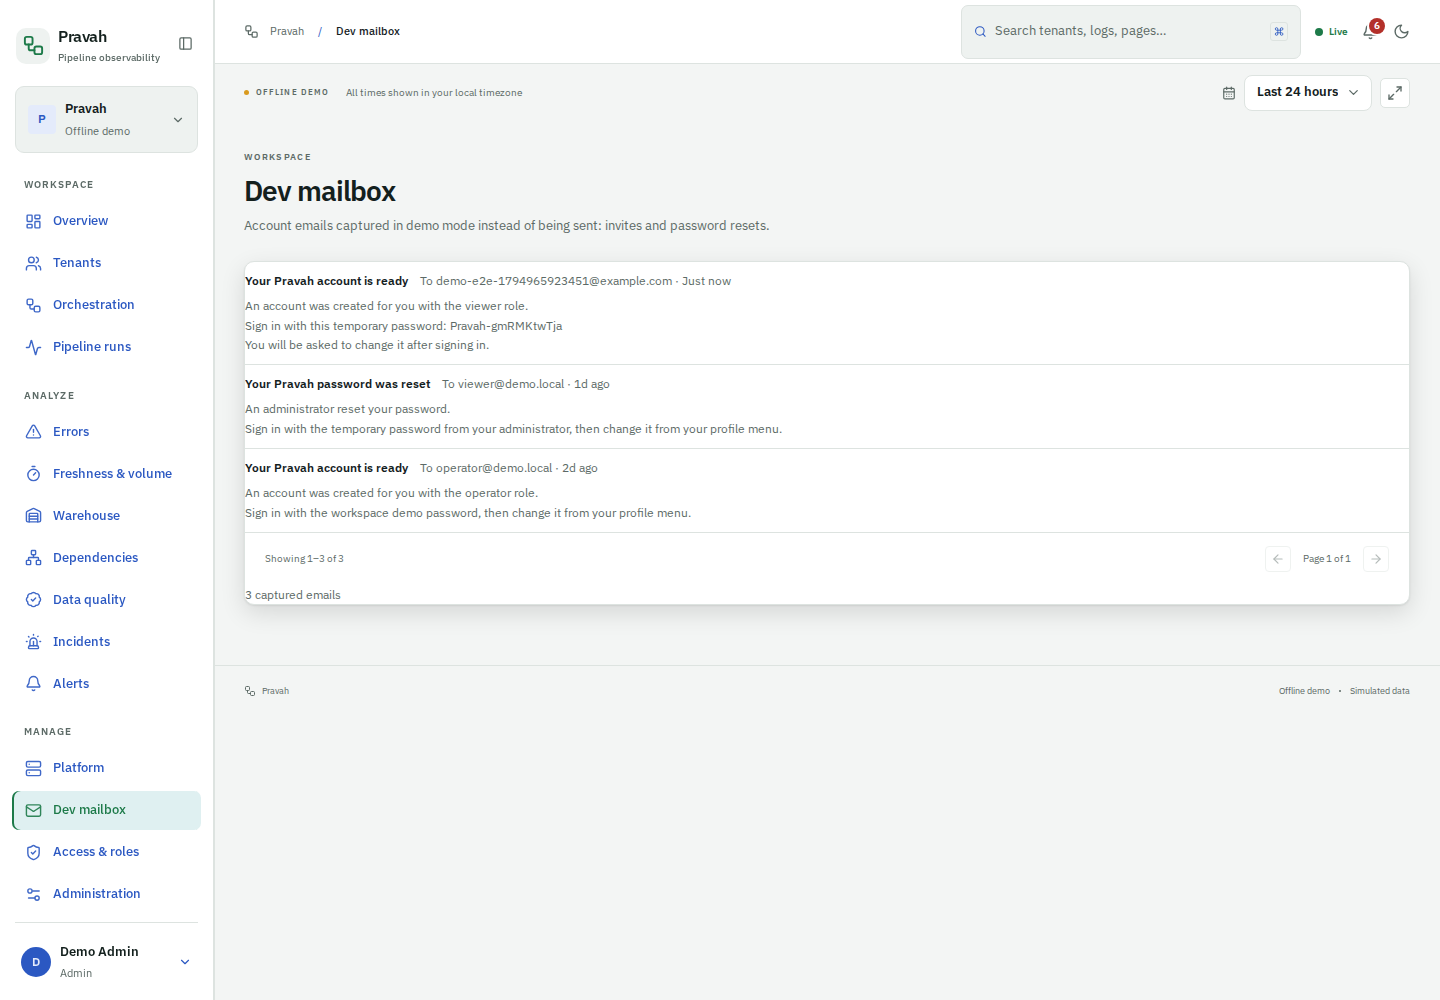 Pravah
Pipeline observability
P
Pravah
Offline demo
WORKSPACE
Overview
Tenants
Orchestration
Pipeline runs
ANALYZE
Errors
Freshness & volume
Warehouse
Dependencies
Data quality
Incidents
Alerts
MANAGE
Platform
Dev mailbox
Access & roles
Administration
D
Demo Admin
Admin
Pravah / Dev mailbox
Search tenants, logs, pages...
⌘
Live
6
OFFLINE DEMO
All times shown in your local timezone
Last 24 hours
WORKSPACE
Dev mailbox
Account emails captured in demo mode instead of being sent: invites and password resets.
Your Pravah account is ready To demo-e2e-1794965923451@example.com · Just now
An account was created for you with the viewer role.
Sign in with this temporary password: Pravah-gmRMKtwTja
You will be asked to change it after signing in.
Your Pravah password was reset To viewer@demo.local · 1d ago
An administrator reset your password.
Sign in with the temporary password from your administrator, then change it from your profile menu.
Your Pravah account is ready To operator@demo.local · 2d ago
An account was created for you with the operator role.
Sign in with the workspace demo password, then change it from your profile menu.
Showing 1–3 of 3
Page 1 of 1
3 captured emails
Pravah
Offline demo • Simulated data